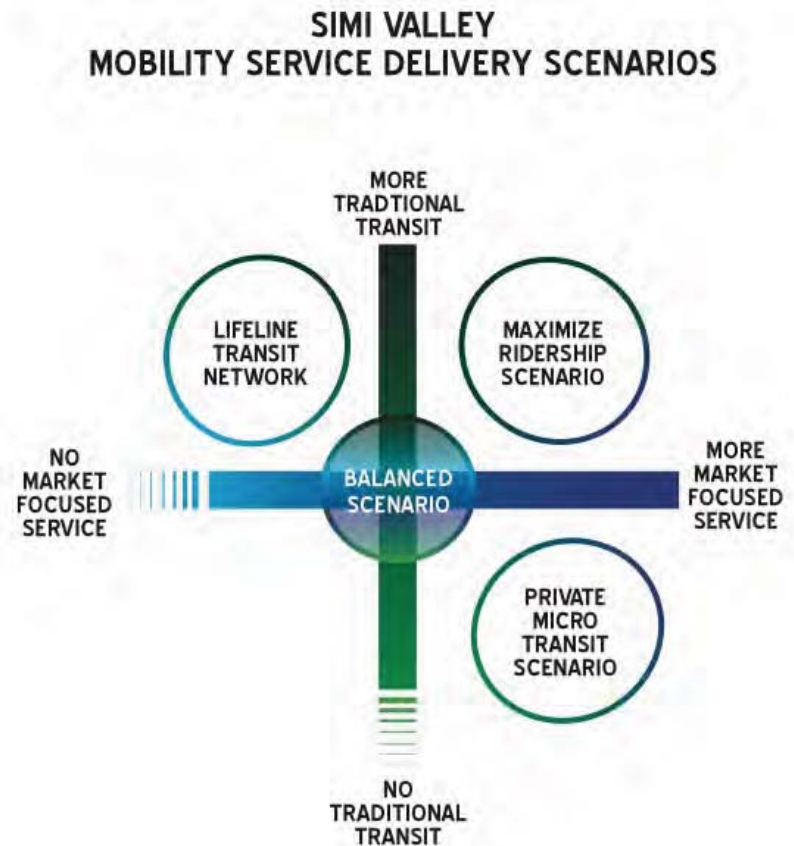 SIMI VALLEY
MOBILITY SERVICE DELIVERY SCENARIOS
MORE
TRADTIONAL
TRANSIT
LIFELINE
TRANSIT
NETWORK
MAXIMIZE
RIDERSHIP
SCENARIO
NO
MARKET
FOCUSED
SERVICE
BALANCED
SCENARIO
MORE
MARKET
FOCUSED
SERVICE
PRIVATE
MICRO
TRANSIT
SCENARIO
NO
TRADITIONAL
TRANSIT